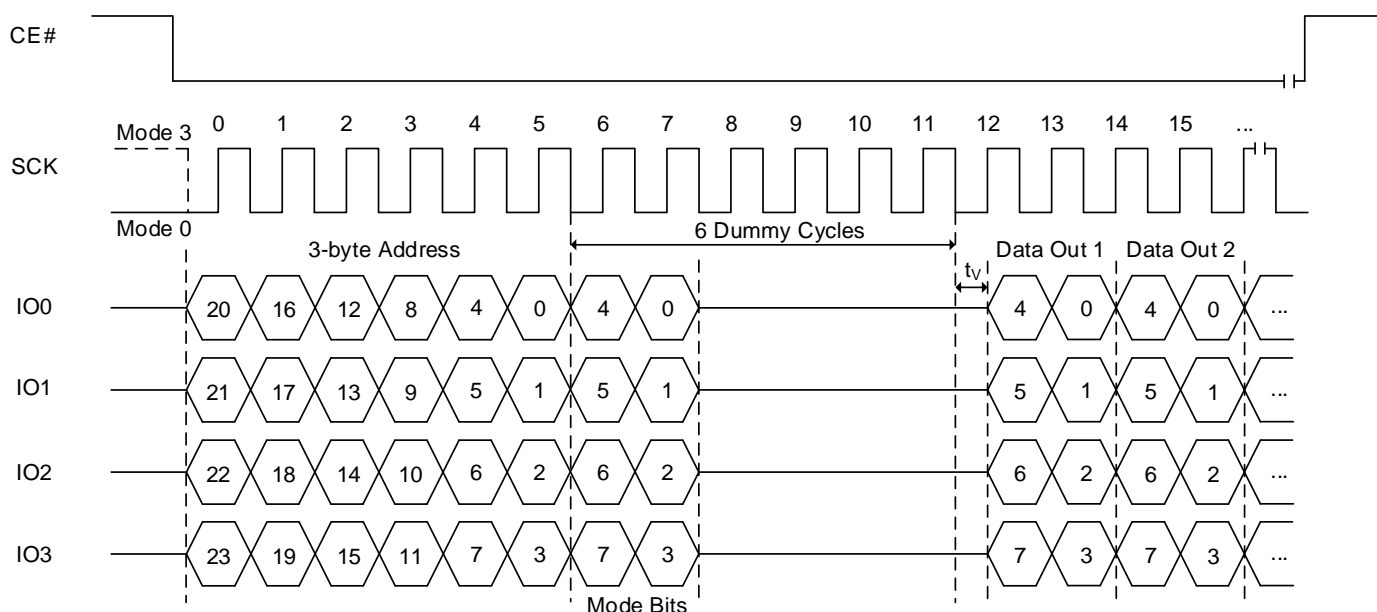 CE#
Mode 3 0 1 2 3 4 5 6 7 8 9 10 11 12 13 14 15 ...
SCK
Mode 0
6 Dummy Cycles
3-byte Address Data Out 1 Data Out 2
tV
IO0 20 16 12 8 4 0 4 0 4 0 4 0 ...
IO1 21 17 13 9 5 1 5 1 5 1 5 1 ...
IO2 22 18 14 10 6 2 6 2 6 2 6 2 ...
IO3 23 19 15 11 7 3 7 3 7 3 7 3 ...
Mode Bits